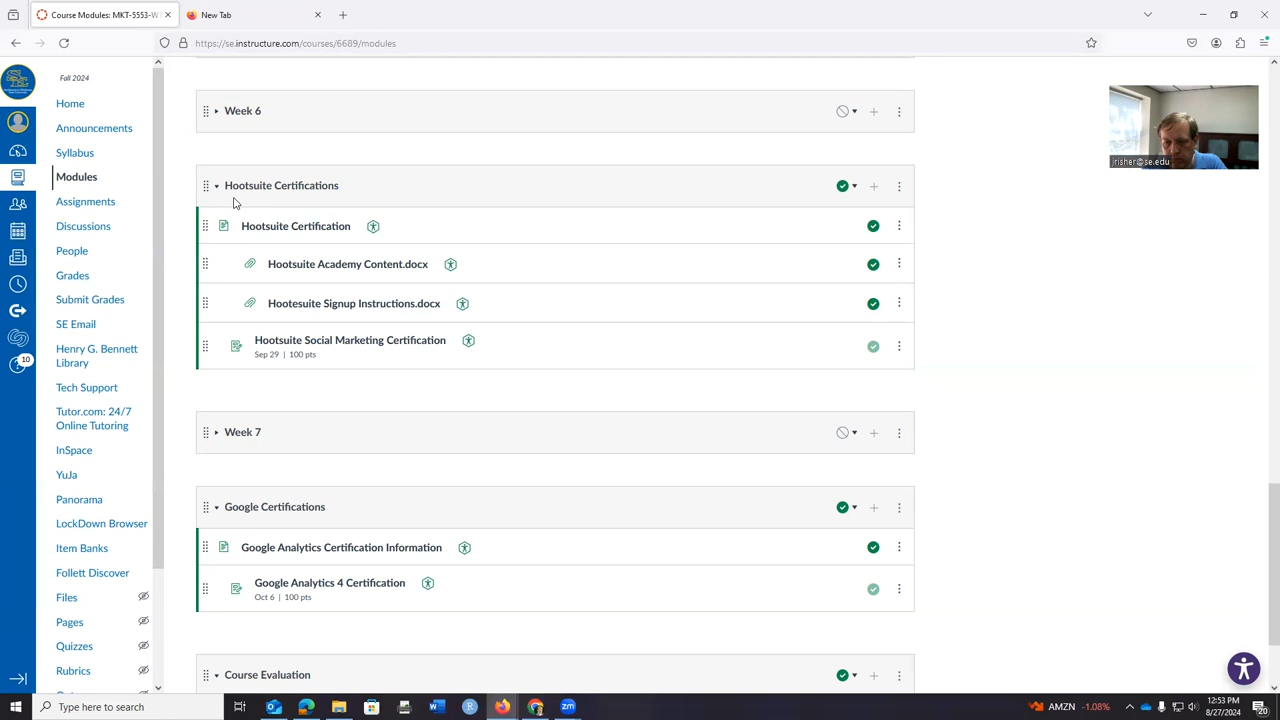 Course Modules: MKT-5553-W
New Tab
https://se.instructure.com/courses/6689/modules
Fall 2024
Home
Announcements
Syllabus
Modules
Assignments
Discussions
People
Grades
Submit Grades
SE Email
Henry G. Bennett
Library
Tech Support
Tutor.com: 24/7
Online Tutoring
InSpace
YuJa
Panorama
LockDown Browser
Item Banks
Follett Discover
Files
Pages
Quizzes
Rubrics
10
Week 6
Hootsuite Certifications
Hootsuite Certification
Hootsuite Academy Content.docx
Hootesuite Signup Instructions.docx
Hootsuite Social Marketing Certification
Sep 29 | 100 pts
Week 7
Google Certifications
Google Analytics Certification Information
Google Analytics 4 Certification
Oct 6 | 100 pts
Course Evaluation
jrisher@se.edu
Type here to search
AMZN -1.08%
12:53 PM
8/27/2024
20